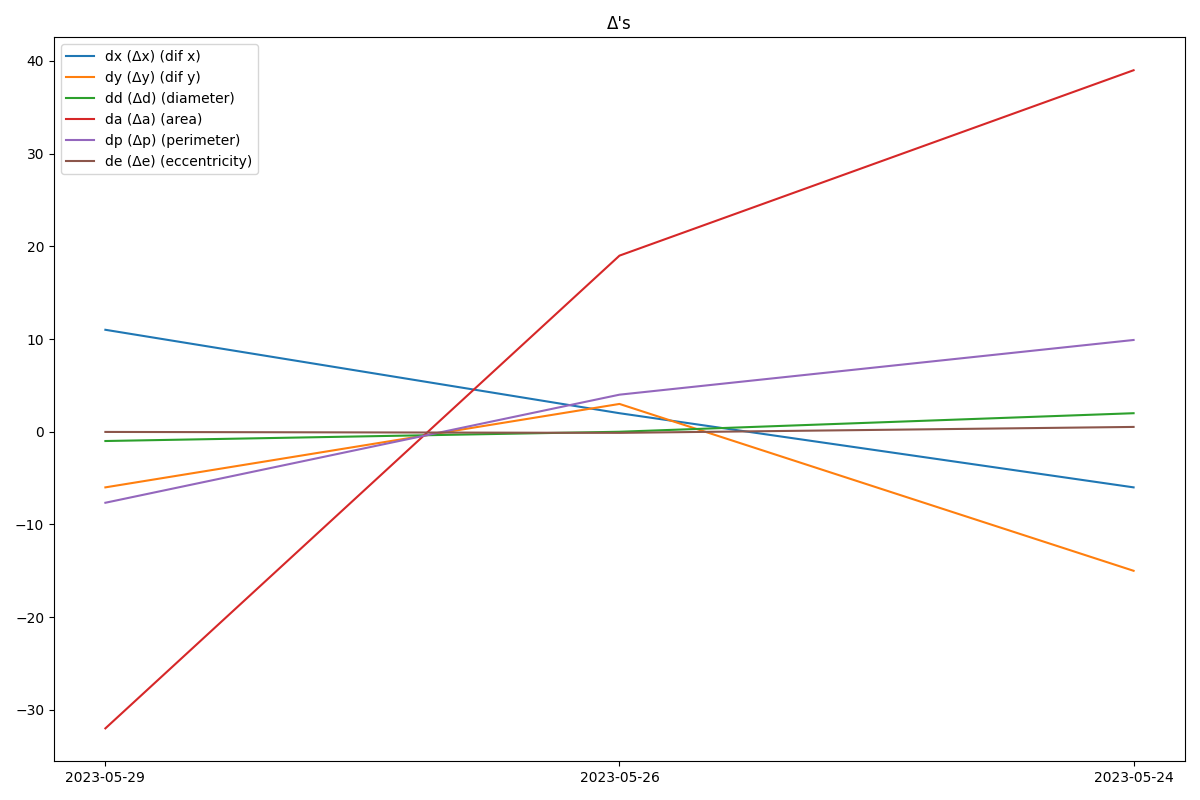 Δ's
dx (Δx) (dif x)
dy (Δy) (dif y)
dd (Δd) (diameter)
da (Δa) (area)
dp (Δp) (perimeter)
de (Δe) (eccentricity)
40
30
20
10
0
−10
−20
−30
2023-05-29 2023-05-26 2023-05-24